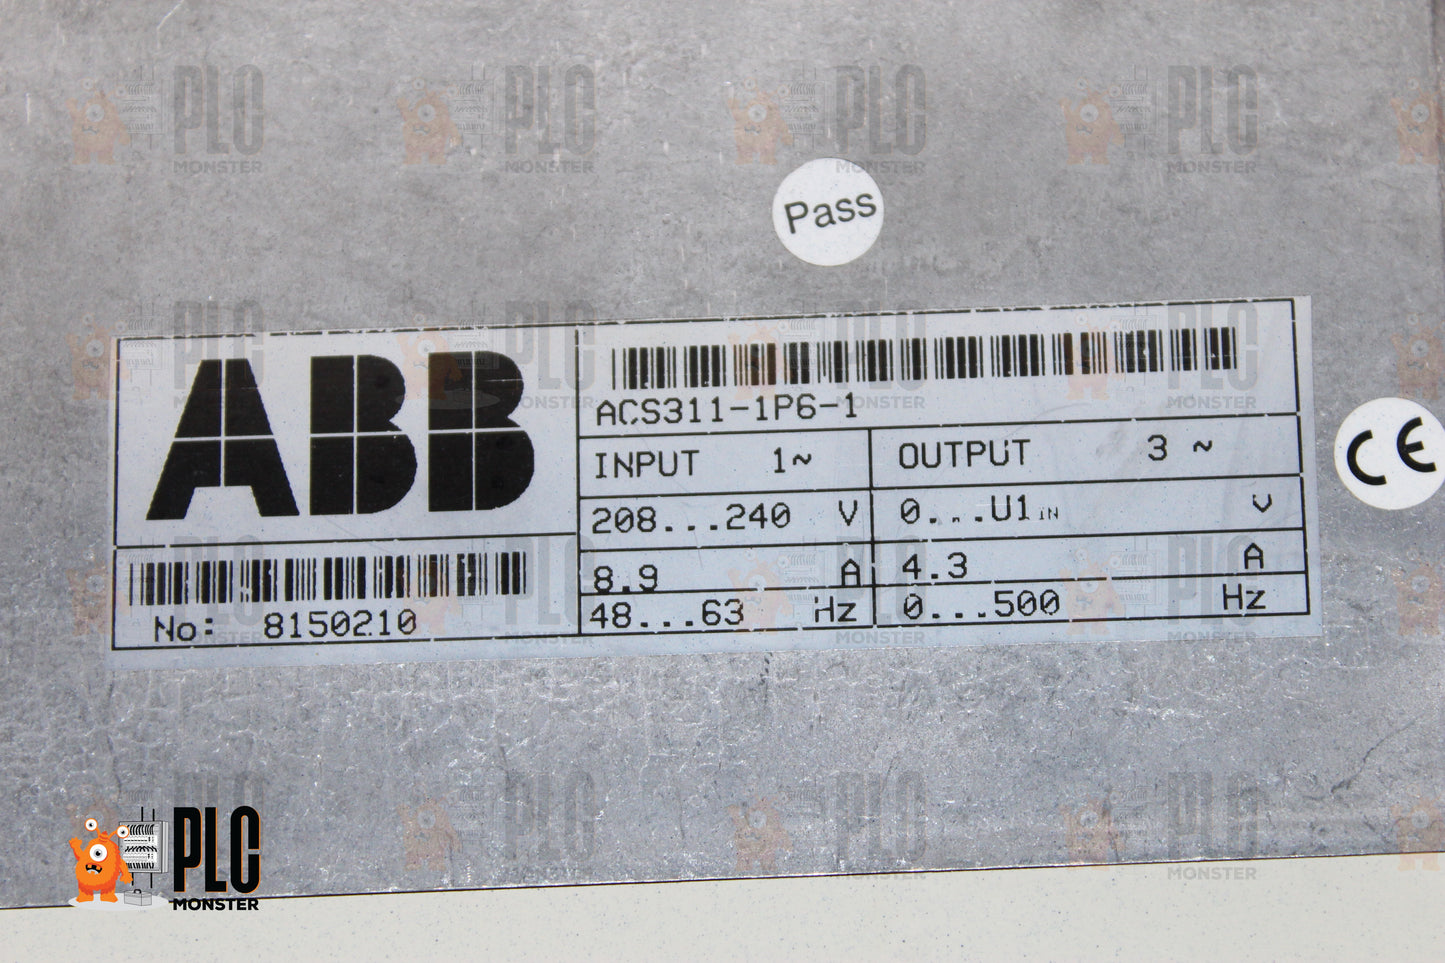 Pass
ABB
ACS311-1P6-1
INPUT 1~
OUTPUT 3 ~
208...240 V
0...U1IN V
8.9 A
4.3 A
48...63 Hz
0...500 Hz
No: 8150210
CE
PLC
MONSTER